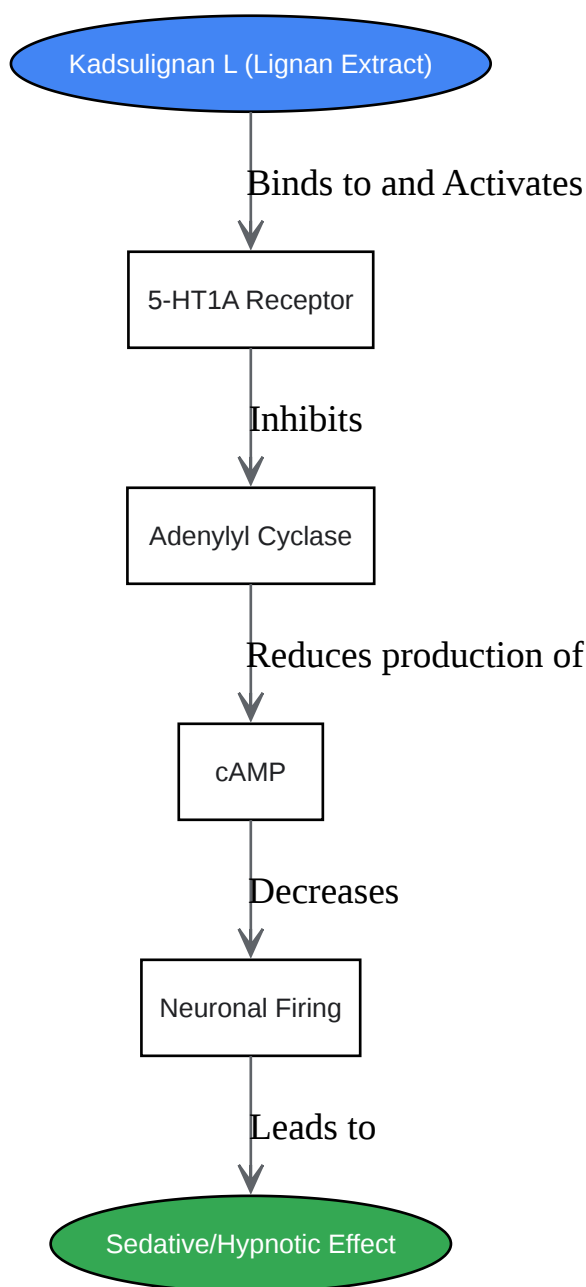 Kadsulignan L (Lignan Extract)
Binds to and Activates
5-HT1A Receptor
Inhibits
Adenylyl Cyclase
Reduces production of
cAMP
Decreases
Neuronal Firing
Leads to
Sedative/Hypnotic Effect